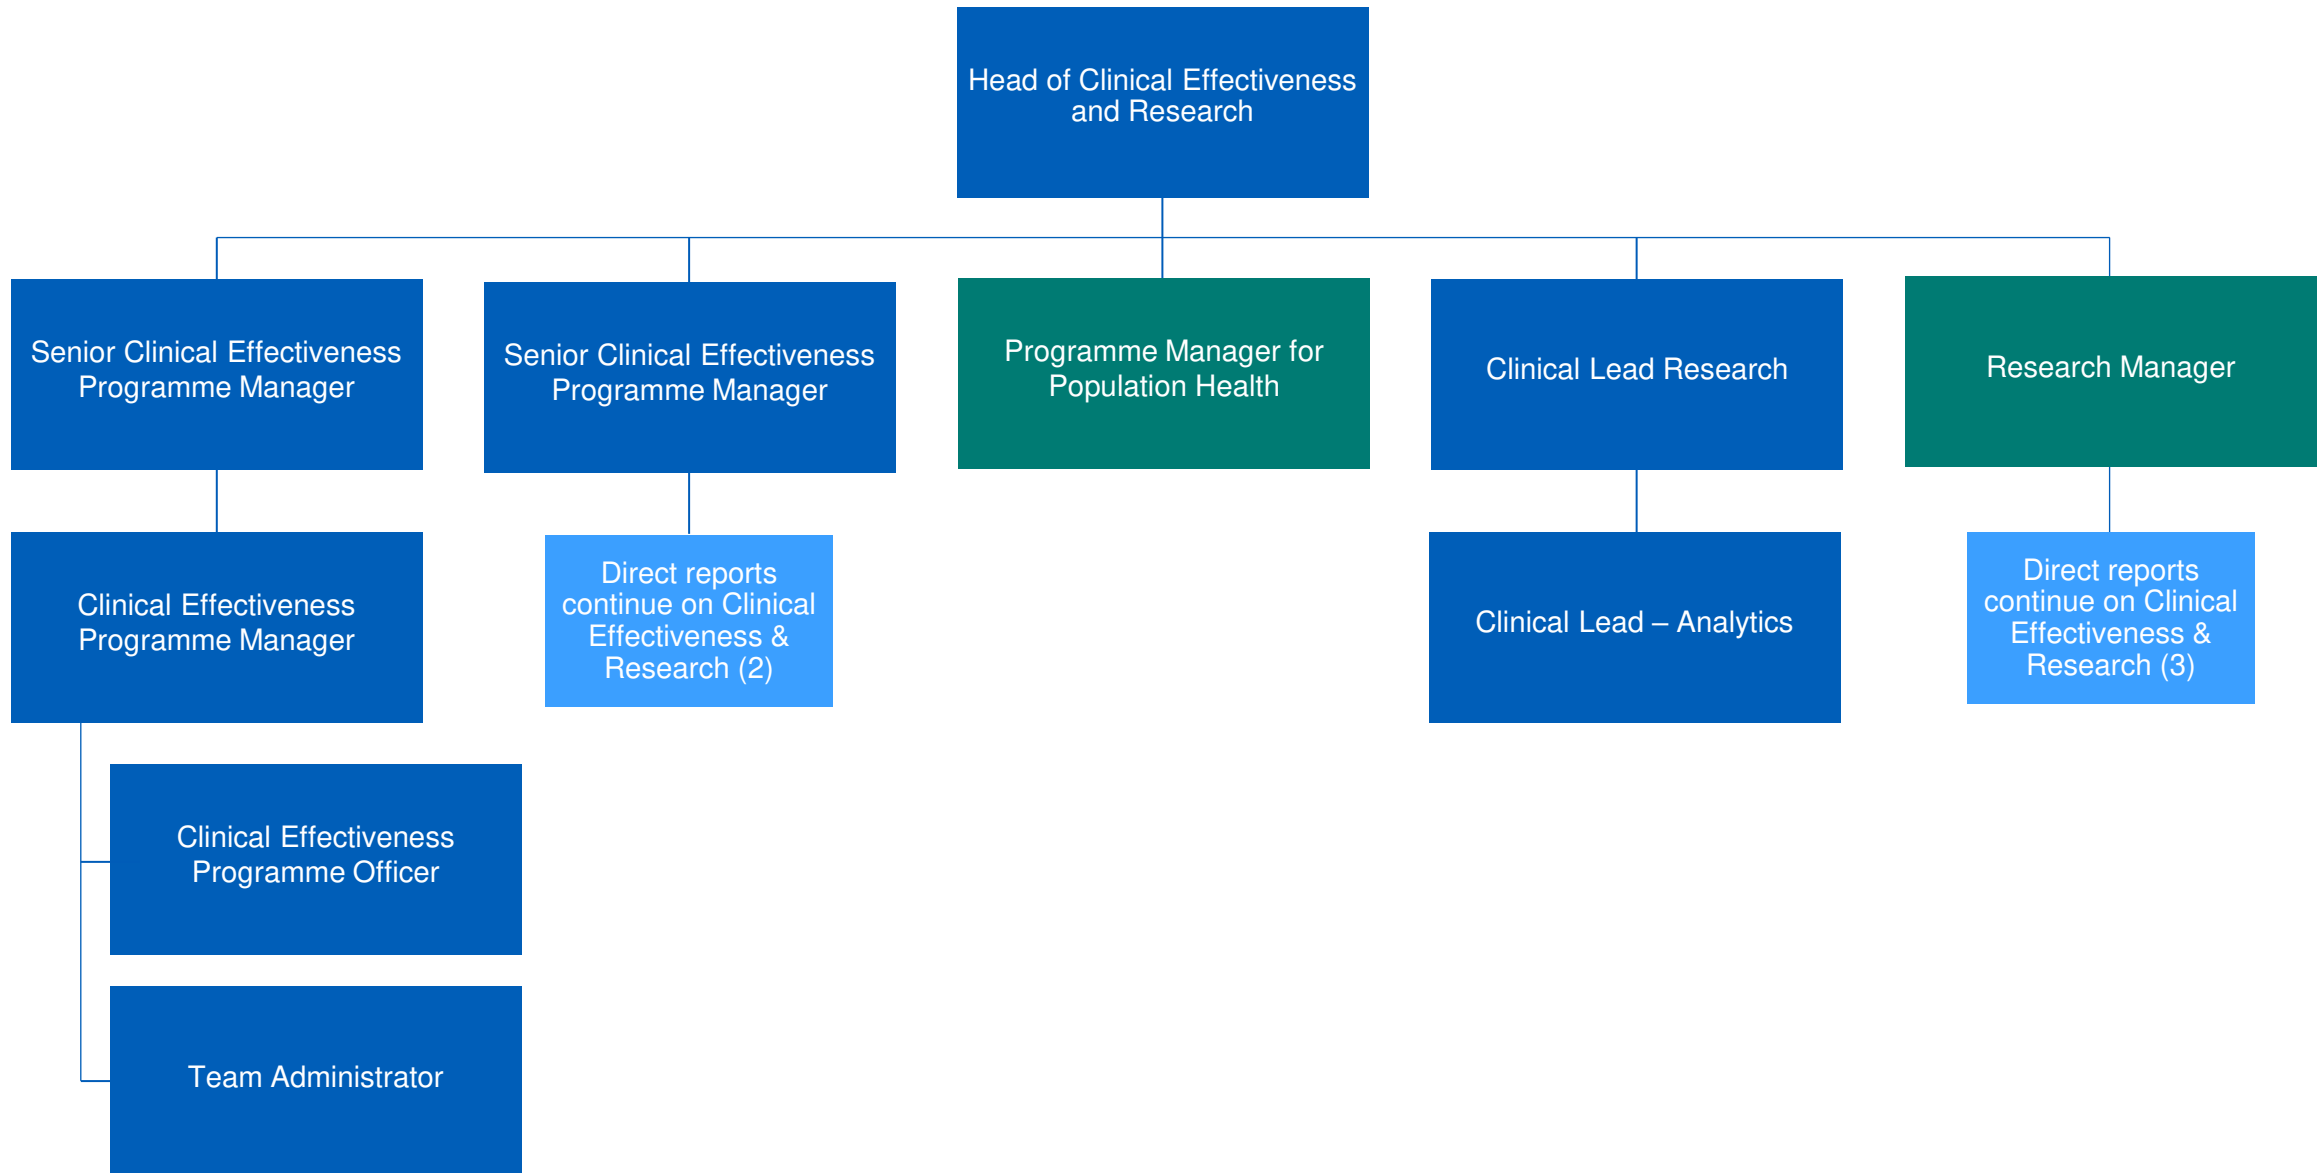 Head of Clinical Effectiveness
and Research
Senior Clinical Effectiveness
Programme Manager
Senior Clinical Effectiveness
Programme Manager
Programme Manager for
Population Health
Clinical Lead Research
Research Manager
Clinical Effectiveness
Programme Manager
Direct reports
continue on Clinical
Effectiveness &
Research (2)
Clinical Lead – Analytics
Direct reports
continue on Clinical
Effectiveness &
Research (3)
Clinical Effectiveness
Programme Officer
Team Administrator